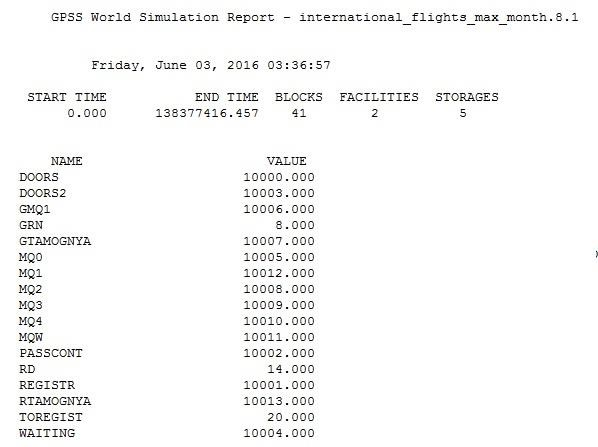 GPSS World Simulation Report - international_flights_max_month.8.1
Friday, June 03, 2016 03:36:57
START TIME END TIME BLOCKS FACILITIES STORAGES
0.000 138377416.457 41 2 5
NAME VALUE
DOORS 10000.000
DOORS2 10003.000
GMQ1 10006.000
GRN 8.000
GTAMOGNYA 10007.000
MQ0 10005.000
MQ1 10012.000
MQ2 10008.000
MQ3 10009.000
MQ4 10010.000
MQW 10011.000
PASSCONT 10002.000
RD 14.000
REGISTR 10001.000
RTAMOGNYA 10013.000
TOREGIST 20.000
WAITING 10004.000